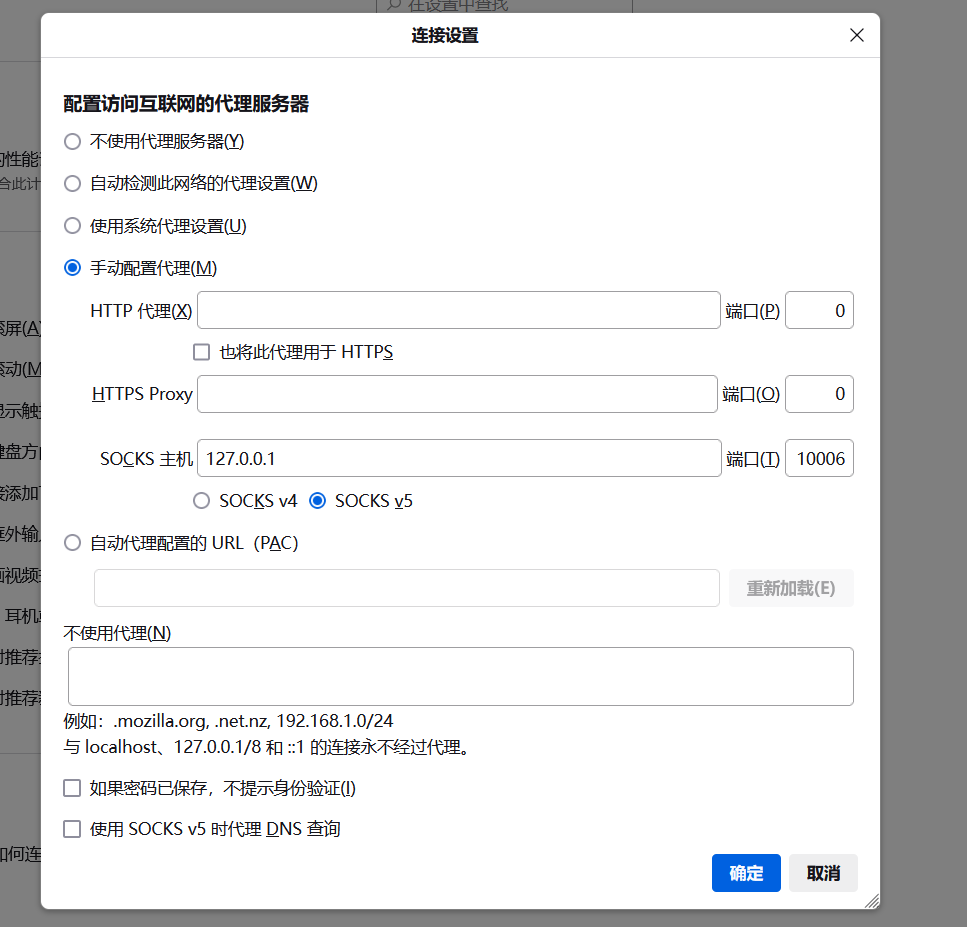 在设置中查找
连接设置
配置访问互联网的代理服务器
不使用代理服务器(Y)
自动检测此网络的代理设置(W)
的性能
合此计
使用系统代理设置(U)
手动配置代理(M)
HTTP 代理(X) 端口(P) 0
滚屏(A)
也将此代理用于 HTTPS
滚动(M
HTTPS Proxy 端口(O) 0
显示触
键盘方
SOCKS 主机 127.0.0.1 端口(T) 10006
SOCKS v4 SOCKS v5
自动代理配置的 URL（PAC）
画视频
重新加载(E)
耳机
不使用代理(N)
时推荐
时推荐
例如：.mozilla.org, .net.nz, 192.168.1.0/24
与 localhost、127.0.0.1/8 和 ::1 的连接永不经过代理。
如果密码已保存，不提示身份验证(I)
使用 SOCKS v5 时代理 DNS 查询
如何连
确定 取消